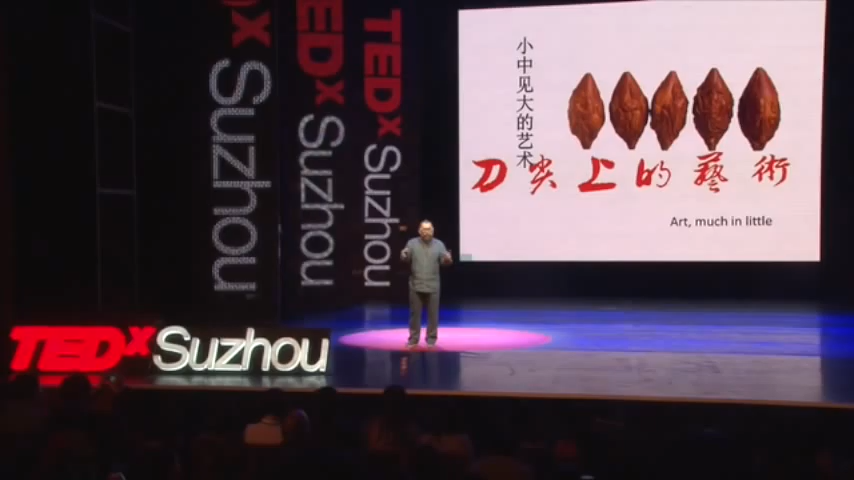 TEDx Suzhou
TEDx Suzhou
TEDx Suzhou
小中见大的艺术
刀尖上的藝術
Art, much in little
TEDx Suzhou